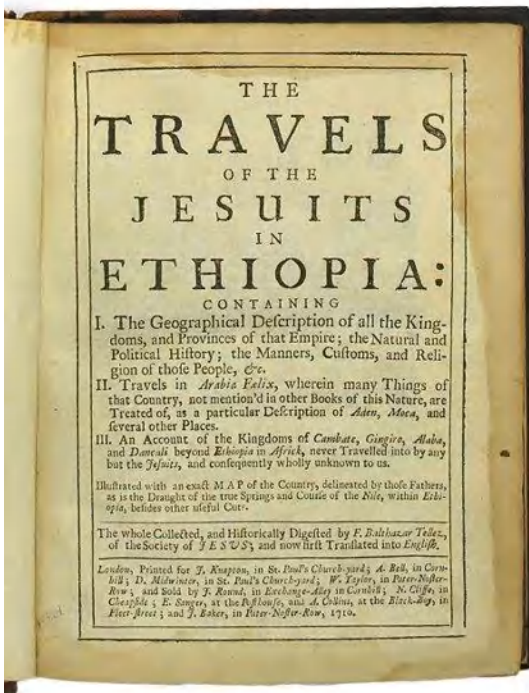 THE
TRAVELS
OF THE
JESUITS
IN
ETHIOPIA:
CONTAINING
I. The Geographical Deſcription of all the King-
doms, and Provinces of that Empire; the Natural and
Political Hiſtory; the Manners, Cuſtoms, and Reli-
gion of thoſe People, &c.
II. Travels in Arabia Fælix, wherein many Things of
that Country, not mention'd in other Books of this Nature, are
Treated of, as a particular Deſcription of Aden, Moca, and
ſeveral other Places.
III. An Account of the Kingdoms of Cambate, Gingiro, Alaba,
and Dancali beyond Ethiopia in Africk, never Travelled into by any
but the Jeſuits, and conſequently wholly unknown to us.
Illuſtrated with an exact MAP of the Country, delineated by thoſe Fathers,
as is the Draught of the true Springs and Courſe of the Nile, within Ethi-
opia, beſides other uſeful Cuts.
The whole Collected, and Hiſtorically Digeſted by F. Balthazar Tellez,
of the Society of JESUS; and now firſt Tranſlated into Engliſh.
London, Printed for J. Knapton, in St. Paul's Church-yard; A. Bell, in Corn-
hill; D. Midwinter, in St. Paul's Church-yard; W. Taylor, in Pater-Noſter-
Row; and Sold by J. Round, in Exchange-Alley in Cornhill; N. Cliffe, in
Cheapſide; E. Sanger, at the Poſthouſe, and A. Collins, at the Black-Boy, in
Fleet-ſtreet; and J. Baker, in Pater-Noſter-Row, 1710.